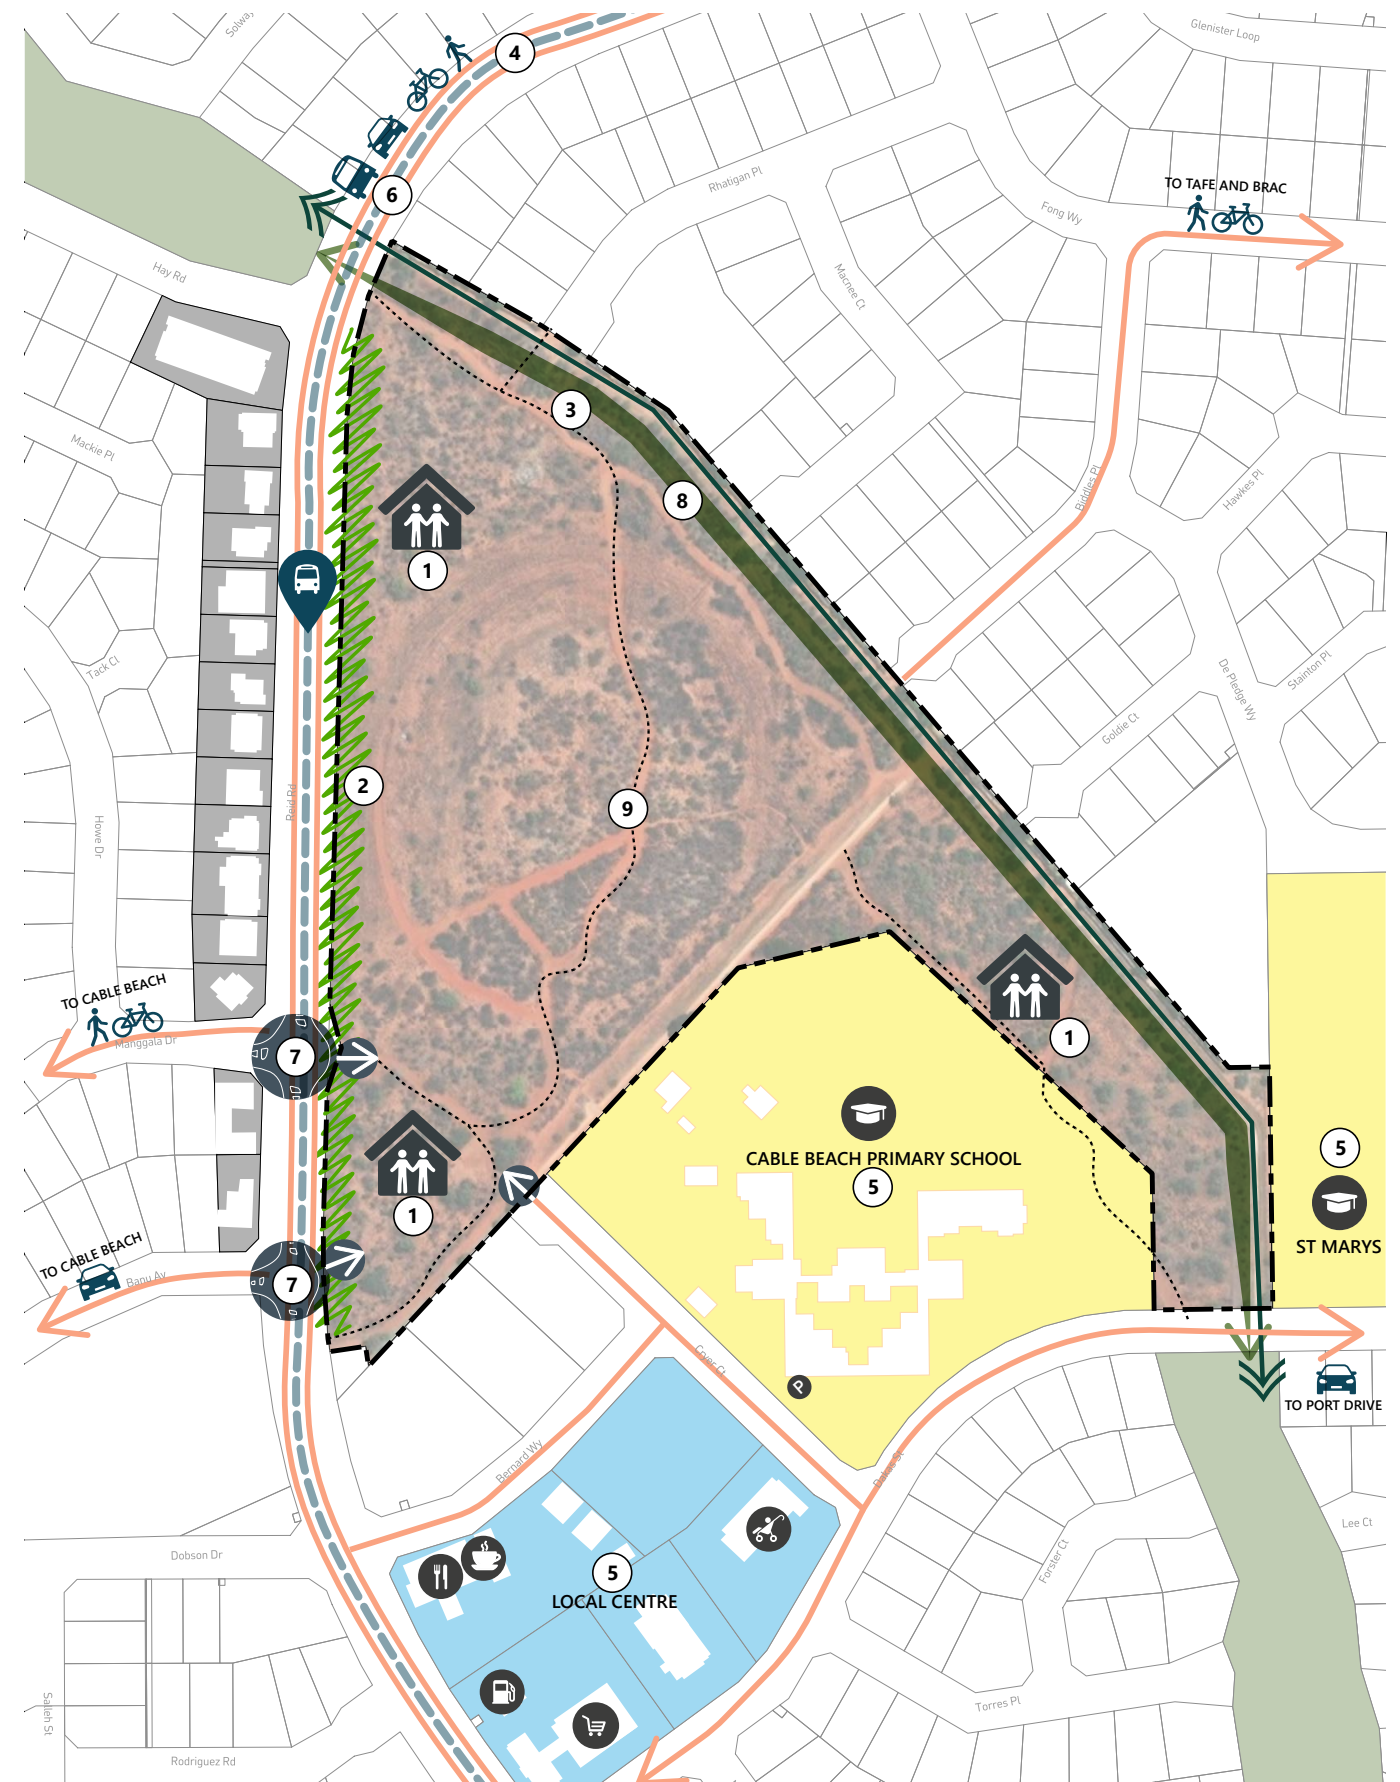 Solway
4
Glenister Loop
TO TAFE AND BRAC
Rhatigan Pl
6
Fong Wy
Hay Rd
Macnee Ct
3
Mackie Pl
8
Biddles Pl
Hawkes Pl
1
Tack Ct
De Pledge Wy
Stainton Pl
Goldie Ct
2
Reid Rd
9
Howe Dr
TO CABLE BEACH
Manggala Dr
7
1
CABLE BEACH PRIMARY SCHOOL
5
5
ST MARYS
1
TO CABLE BEACH
Banu Av
7
Coyer Ct
P
TO PORT DRIVE
Bernard Wy
Dakas St
Lee Ct
Dobson Dr
Forster Ct
5
LOCAL CENTRE
Salleh St
Torres Pl
Rodriguez Rd